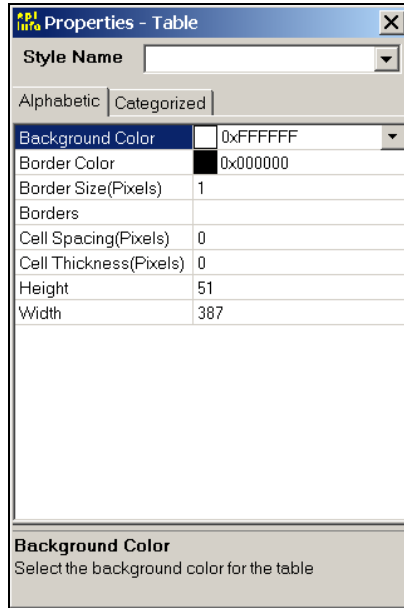 Properties - Table
Style Name
Alphabetic Categorized
Background Color 0xFFFFFF
Border Color 0x000000
Border Size(Pixels) 1
Borders
Cell Spacing(Pixels) 0
Cell Thickness(Pixels) 0
Height 51
Width 387
Background Color
Select the background color for the table